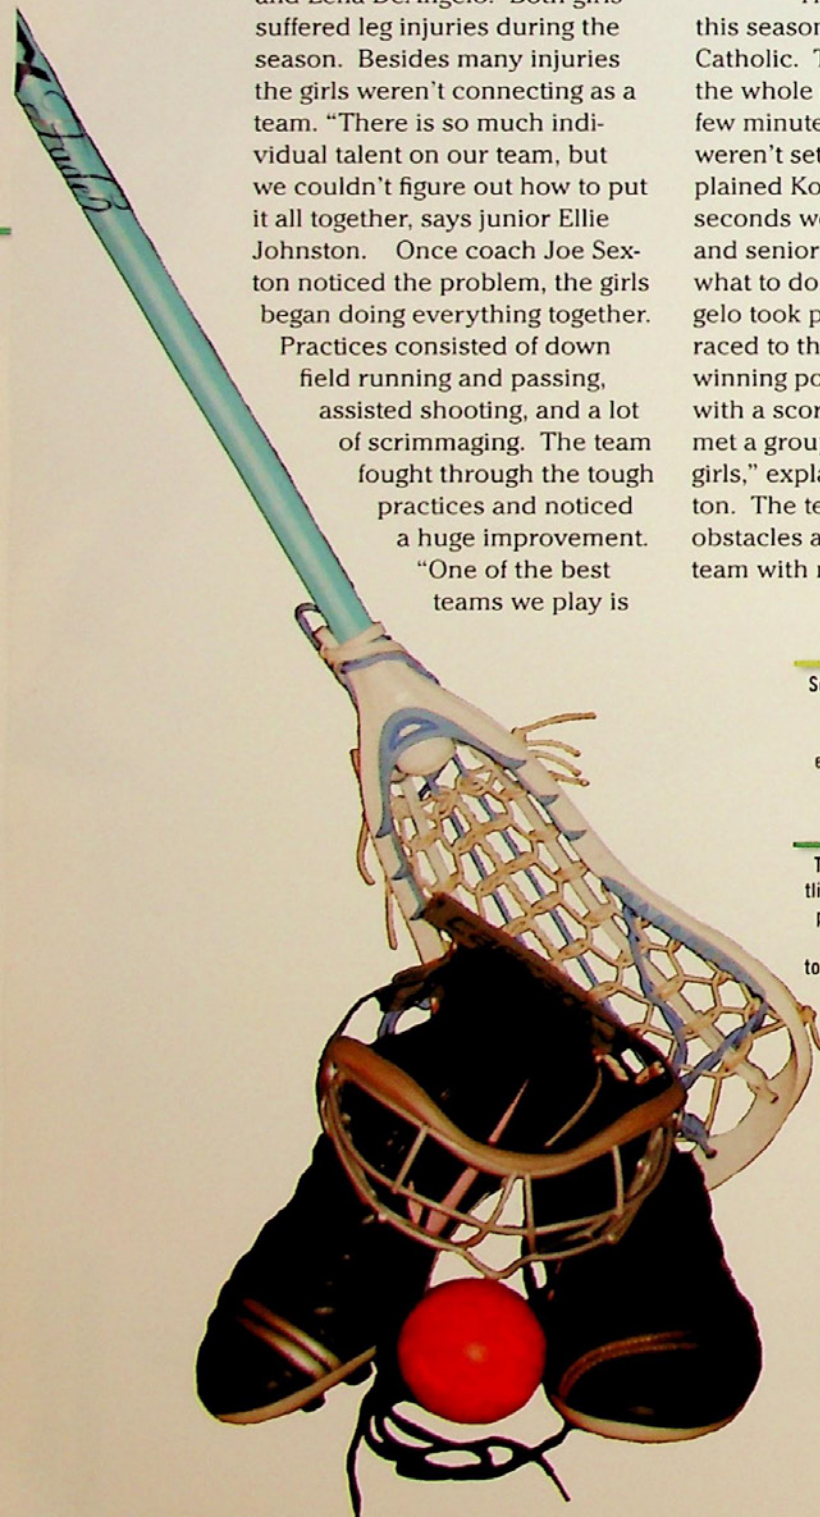 suffered leg injuries during the
season. Besides many injuries
the girls weren't connecting as a
team. “There is so much indi-
vidual talent on our team, but
we couldn't figure out how to put
it all together, says junior Ellie
Johnston. Once coach Joe Sex-
ton noticed the problem, the girls
began doing everything together.
Practices consisted of down
field running and passing,
assisted shooting, and a lot
of scrimmaging. The team
fought through the tough
practices and noticed
a huge improvement.
“One of the best
teams we play is
this season
Catholic.
the whole
few minute
weren't set
plained Ko
seconds we
and senior
what to do
gelo took p
raced to th
winning po
with a scor
met a grou
girls,” expla
ton. The te
obstacles a
team with